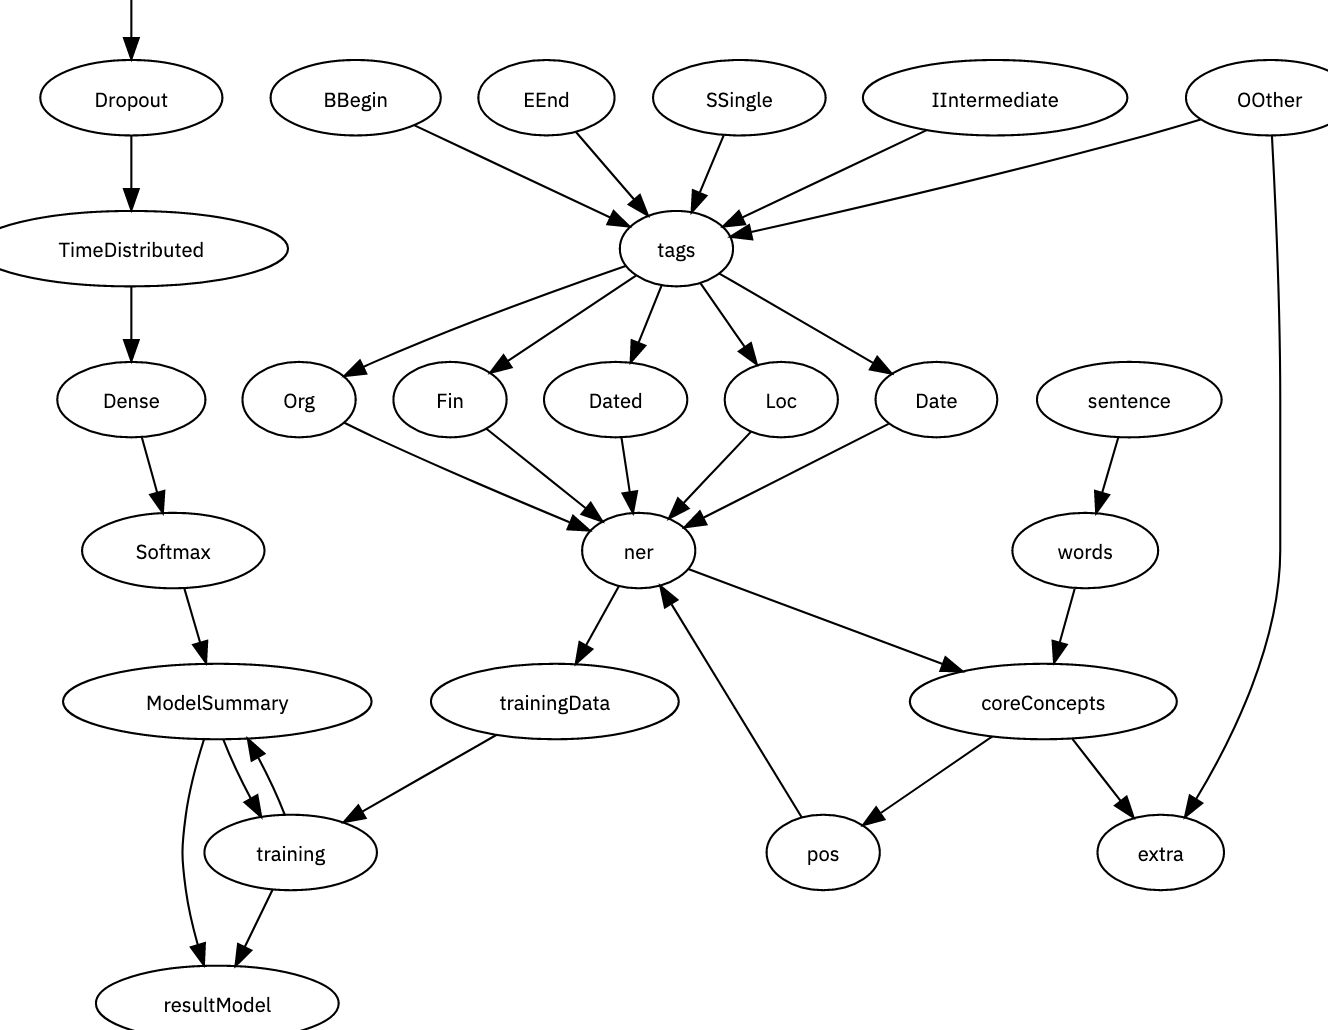 Dropout
BBegin
EEnd
SSingle
IIntermediate
OOther
TimeDistributed
tags
Dense
Org
Fin
Dated
Loc
Date
sentence
Softmax
ner
words
ModelSummary
trainingData
coreConcepts
training
pos
extra
resultModel